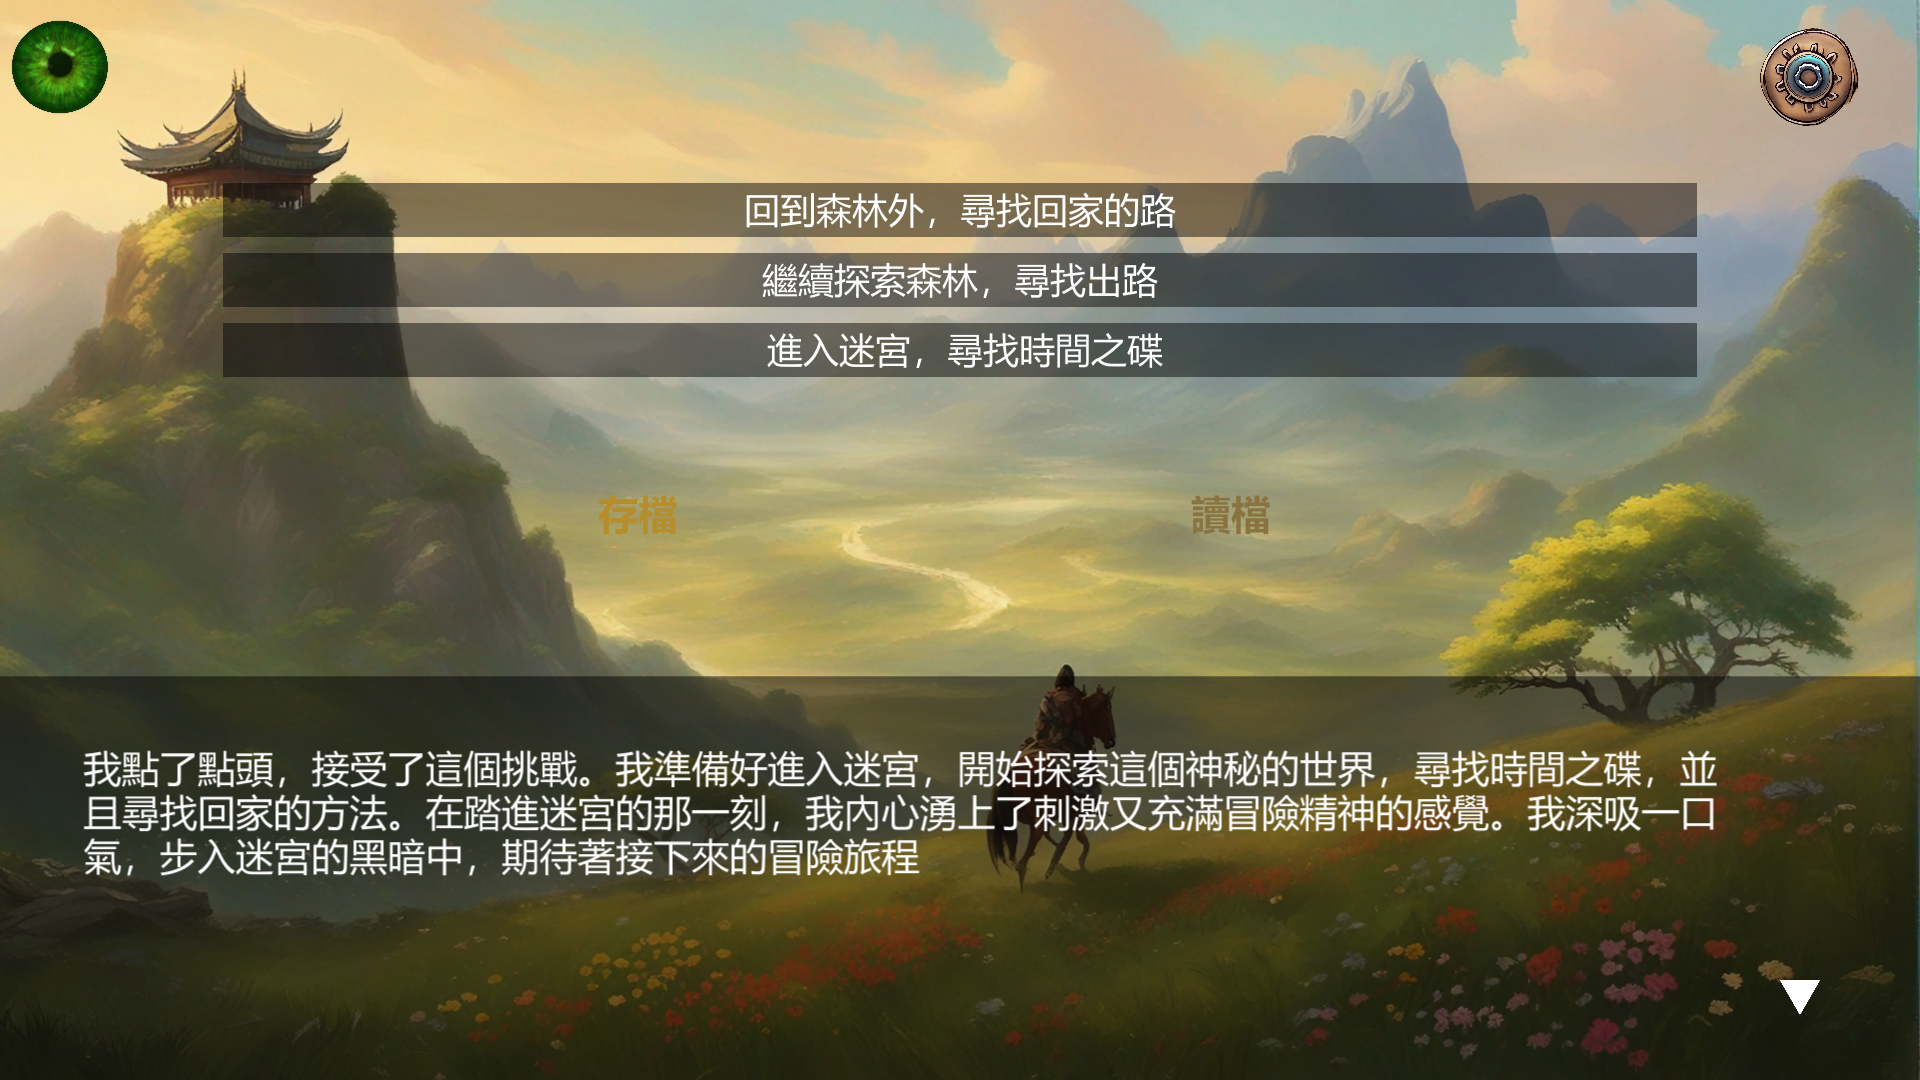 回到森林外，尋找回家的路
繼續探索森林，尋找出路
進入迷宮，尋找時間之碟
存檔
讀檔
我點了點頭，接受了這個挑戰。我準備好進入迷宮，開始探索這個神秘的世界，尋找時間之碟，並
且尋找回家的方法。在踏進迷宮的那一刻，我內心湧上了刺激又充滿冒險精神的感覺。我深吸一口
氣，步入迷宮的黑暗中，期待著接下來的冒險旅程